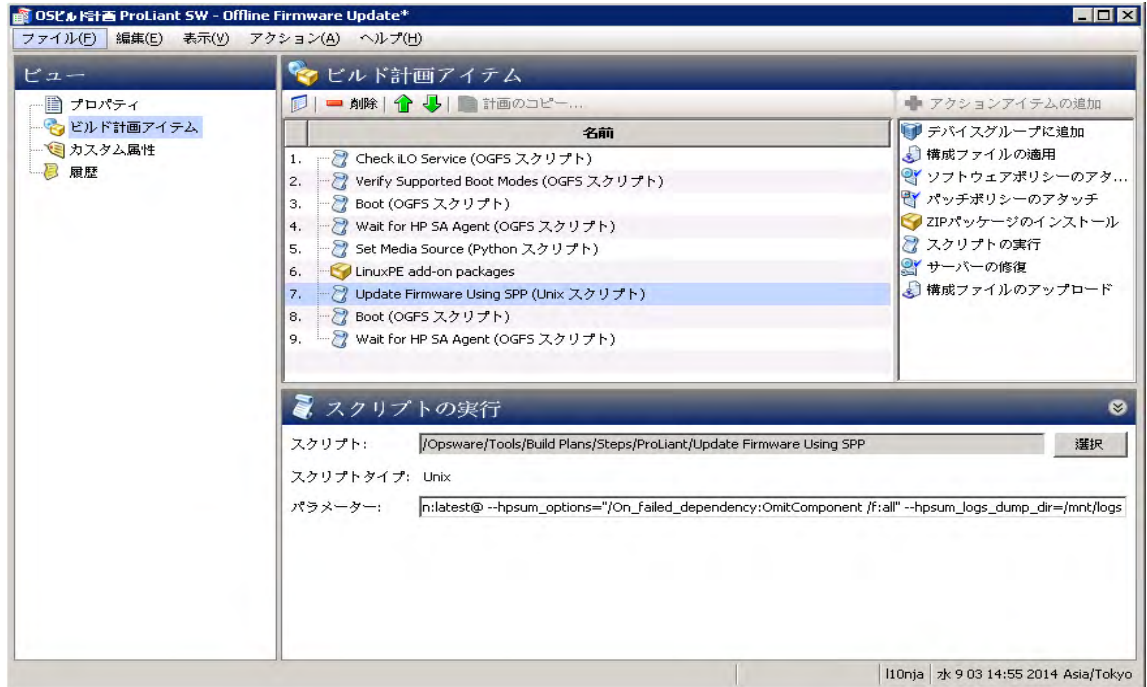 OSビルド計画 ProLiant SW - Offline Firmware Update*
ファイル(F) 編集(E) 表示(V) アクション(A) ヘルプ(H)
ビュー
プロパティ
ビルド計画アイテム
カスタム属性
履歴
ビルド計画アイテム
削除 計画のコピー...
名前
1. Check iLO Service (OGFS スクリプト)
2. Verify Supported Boot Modes (OGFS スクリプト)
3. Boot (OGFS スクリプト)
4. Wait for HP SA Agent (OGFS スクリプト)
5. Set Media Source (Python スクリプト)
6. LinuxPE add-on packages
7. Update Firmware Using SPP (Unix スクリプト)
8. Boot (OGFS スクリプト)
9. Wait for HP SA Agent (OGFS スクリプト)
アクションアイテムの追加
デバイスグループに追加
構成ファイルの適用
ソフトウェアポリシーのアタ...
パッチポリシーのアタッチ
ZIPパッケージのインストール
スクリプトの実行
サーバーの修復
構成ファイルのアップロード
スクリプトの実行
スクリプト: /Opsware/Tools/Build Plans/Steps/ProLiant/Update Firmware Using SPP 選択
スクリプトタイプ: Unix
パラメーター: n:latest@ --hpsum_options="/On_failed_dependency:OmitComponent /f:all" --hpsum_logs_dump_dir=/mnt/logs
l10nja 水 9 03 14:55 2014 Asia/Tokyo